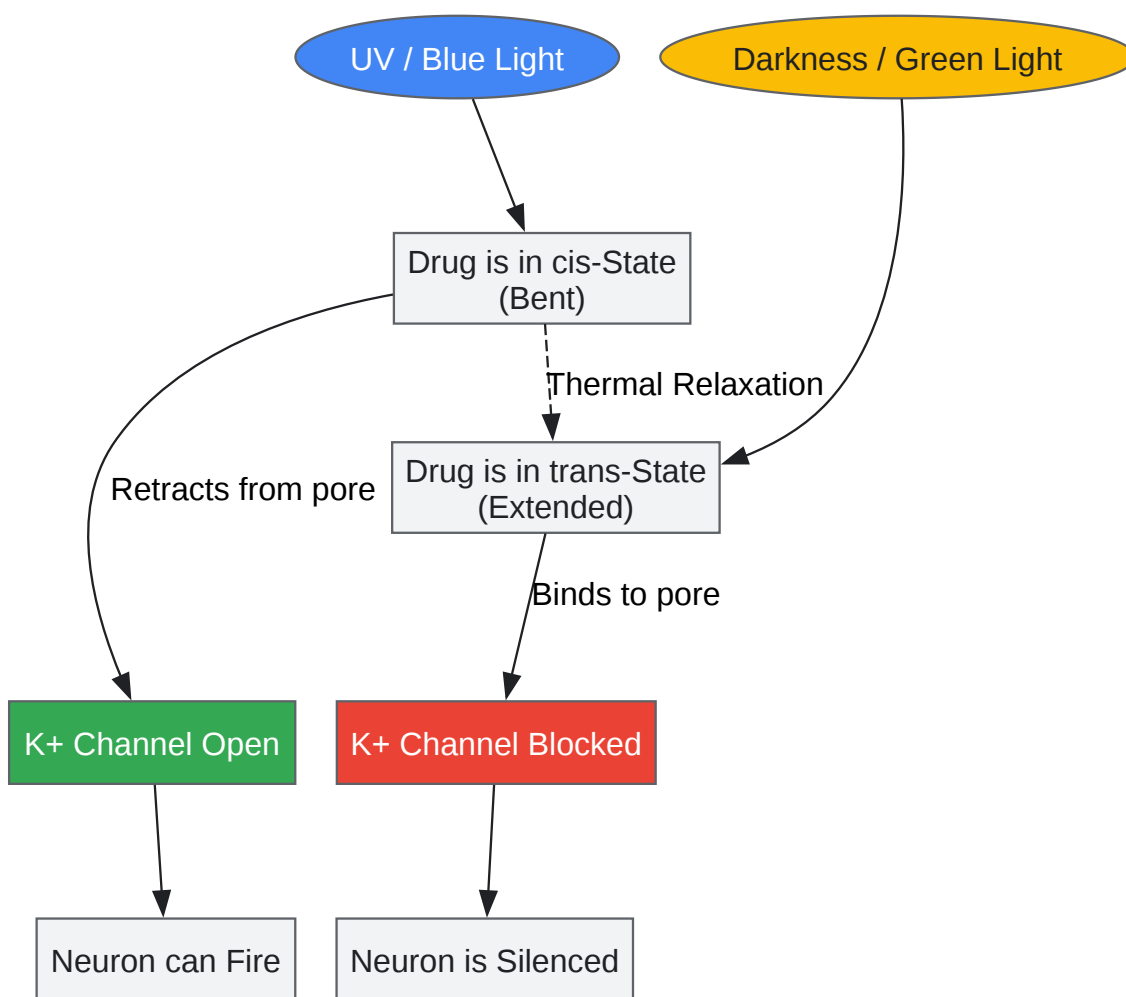 UV / Blue Light
Darkness / Green Light
Drug is in cis-State
(Bent)
Thermal Relaxation
Drug is in trans-State
(Extended)
Retracts from pore
Binds to pore
K+ Channel Open
K+ Channel Blocked
Neuron can Fire
Neuron is Silenced